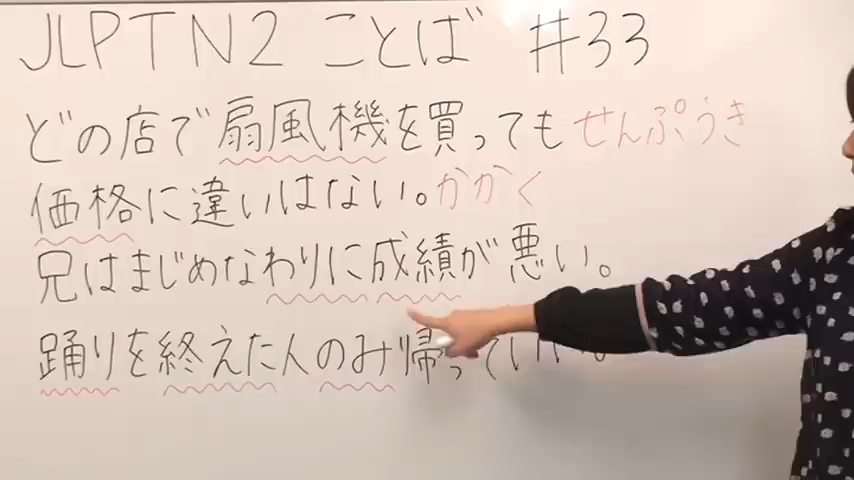 JLPT N2 ことば #33
どの店で扇風機を買っても せんぷうき
価格に違いはない。かかく
兄はまじめなわりに成績が悪い。
踊りを終えた人のみ帰って